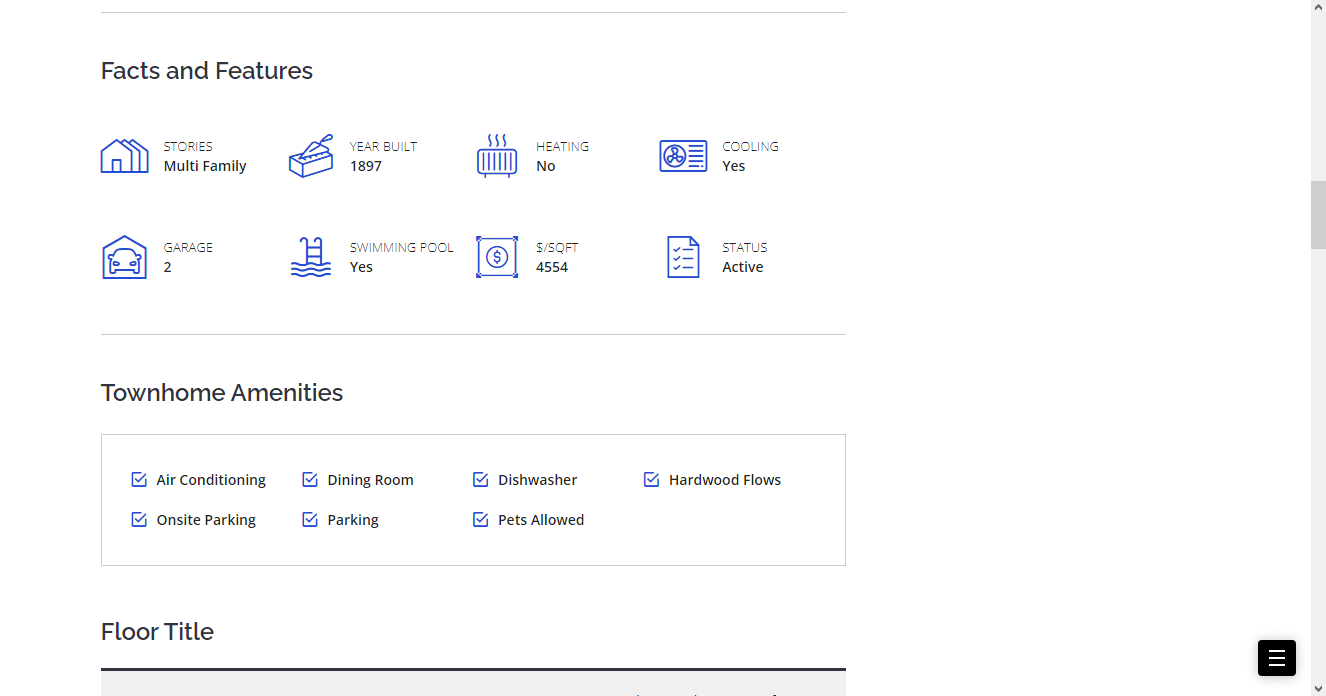 Facts and Features
STORIES
Multi Family
YEAR BUILT
1897
HEATING
No
COOLING
Yes
GARAGE
2
SWIMMING POOL
Yes
$/SQFT
4554
STATUS
Active
Townhome Amenities
Air Conditioning
Dining Room
Dishwasher
Hardwood Flows
Onsite Parking
Parking
Pets Allowed
Floor Title